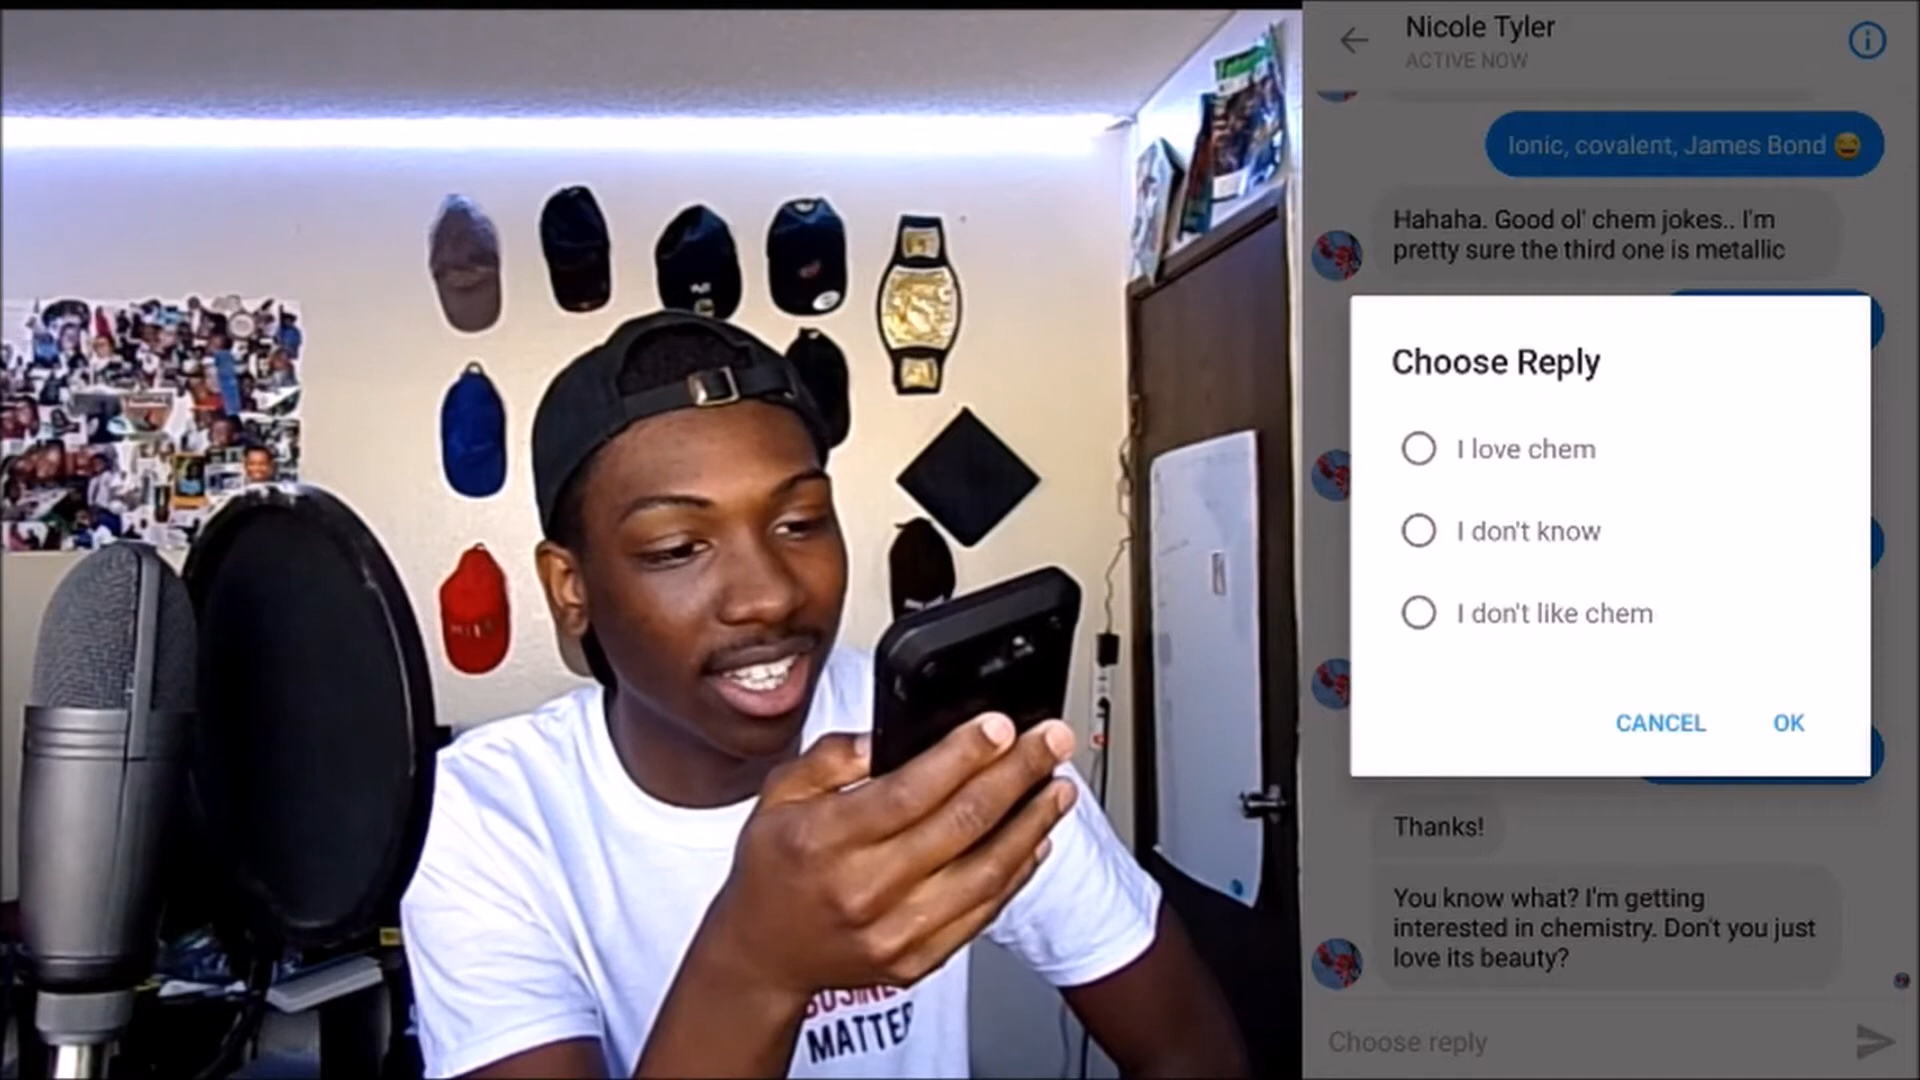 Nicole Tyler
ACTIVE NOW
Ionic, covalent, James Bond 😄
Hahaha. Good ol' chem jokes.. I'm
pretty sure the third one is metallic
Choose Reply
I love chem
I don't know
I don't like chem
CANCEL
OK
Thanks!
You know what? I'm getting
interested in chemistry. Don't you just
love its beauty?
Choose reply
MATTER